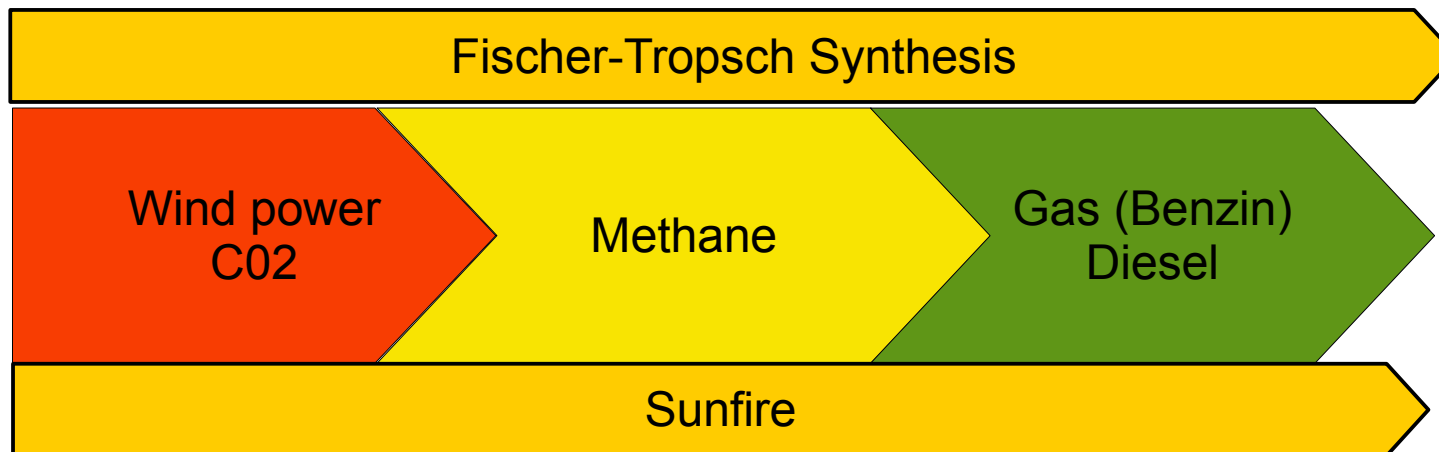 Fischer-Tropsch Synthesis
Wind power
C02
Methane
Gas (Benzin)
Diesel
Sunfire